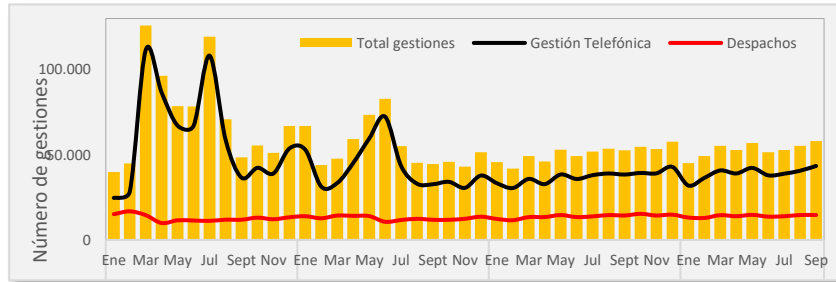 Total gestiones Gestión Telefónica Despachos
Número de gestiones
100.000
50.000
0
Ene Mar May Jul Sept Nov Ene Mar May Jul Sept Nov Ene Mar May Jul Sept Nov Ene Mar May Jul Sep